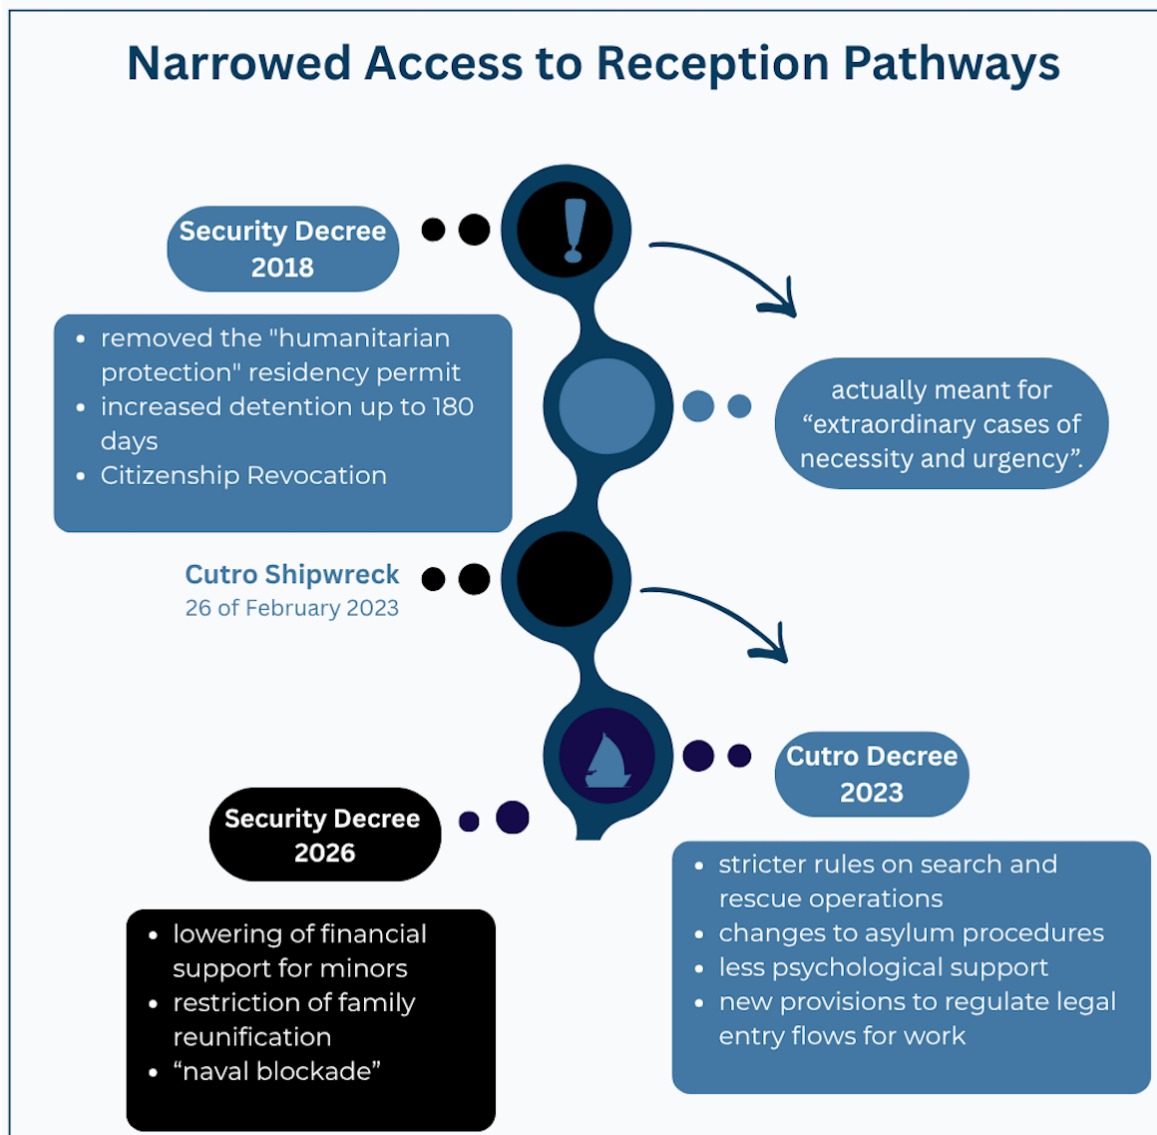 Narrowed Access to Reception Pathways
Security Decree
2018
• removed the "humanitarian
protection" residency permit
• increased detention up to 180
days
• Citizenship Revocation
actually meant for
“extraordinary cases of
necessity and urgency”.
Cutro Shipwreck
26 of February 2023
Cutro Decree
2023
• stricter rules on search and
rescue operations
• changes to asylum procedures
• less psychological support
• new provisions to regulate legal
entry flows for work
Security Decree
2026
• lowering of financial
support for minors
• restriction of family
reunification
• “naval blockade”